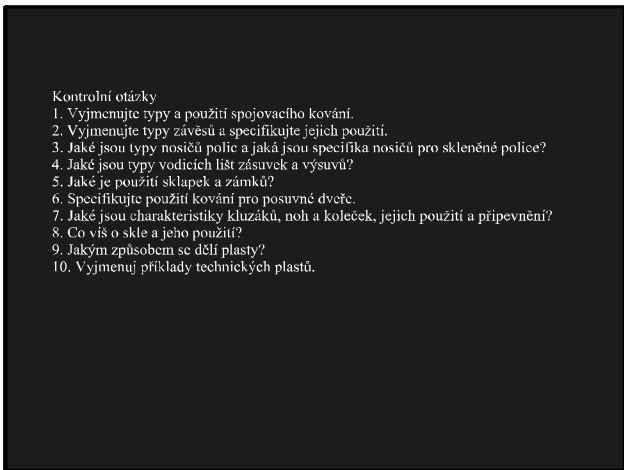 Kontrolní otázky
1. Vyjmenujte typy a použití spojovacího kování.
2. Vyjmenujte typy závěsů a specifikujte jejich použití.
3. Jaké jsou typy nosičů polic a jaká jsou specifika nosičů pro skleněné police?
4. Jaké jsou typy vodicích lišt zásuvek a výsuvů?
5. Jaké je použití sklapek a zámků?
6. Specifikujte použití kování pro posuvné dveře.
7. Jaké jsou charakteristiky kluzáků, noh a koleček, jejich použití a připevnění?
8. Co víš o skle a jeho použití?
9. Jakým způsobem se dělí plasty?
10. Vyjmenuj příklady technických plastů.